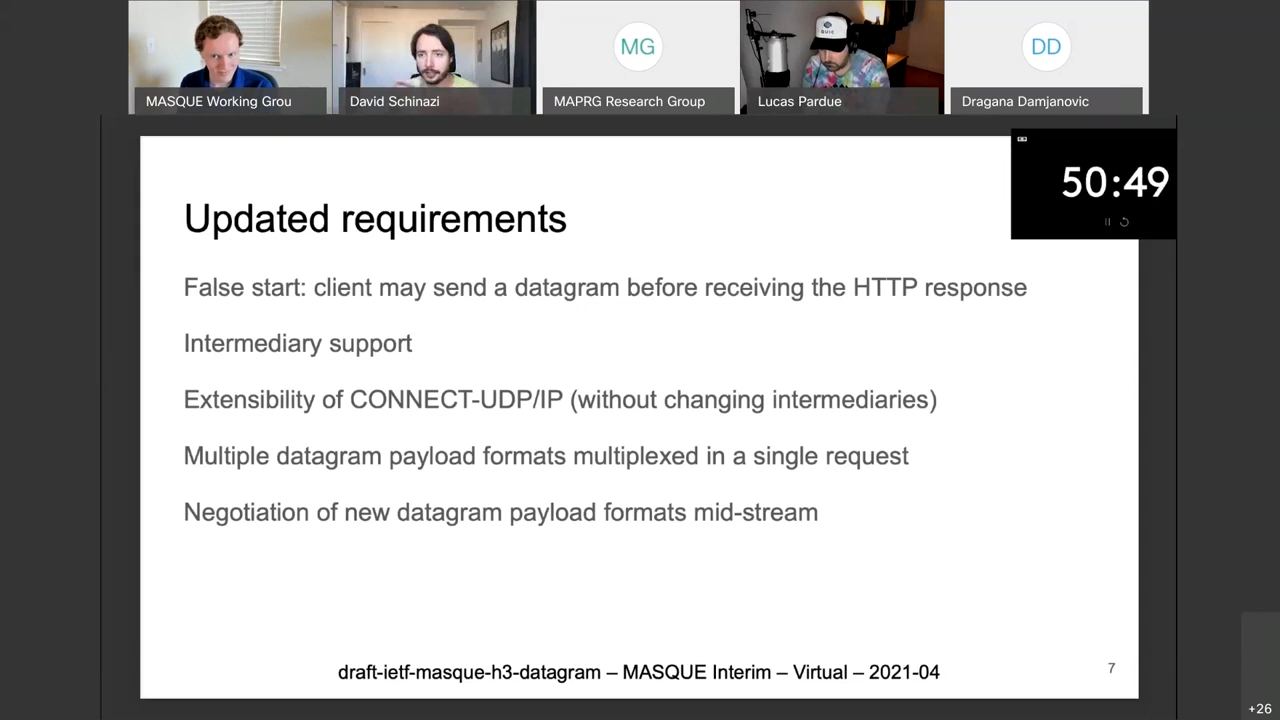 MASQUE Working Grou
David Schinazi
MG
MAPRG Research Group
QUIC
Lucas Pardue
DD
Dragana Damjanovic
50:49
Updated requirements
False start: client may send a datagram before receiving the HTTP response
Intermediary support
Extensibility of CONNECT-UDP/IP (without changing intermediaries)
Multiple datagram payload formats multiplexed in a single request
Negotiation of new datagram payload formats mid-stream
draft-ietf-masque-h3-datagram – MASQUE Interim – Virtual – 2021-04
7
+26